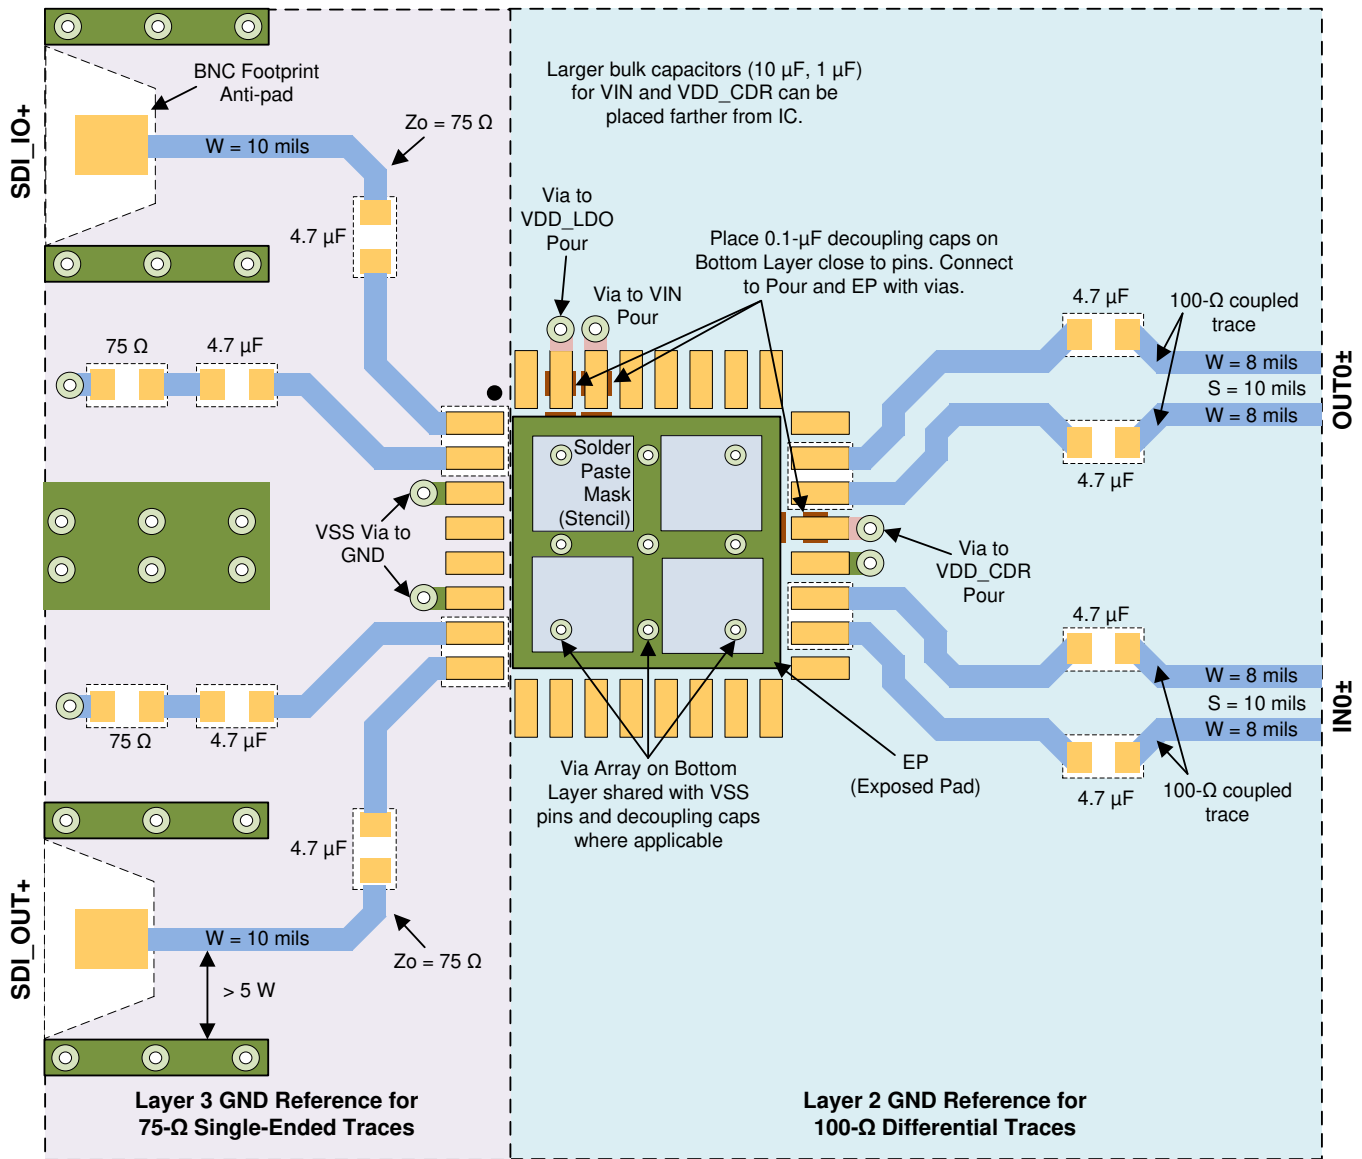 SDI_IO+
BNC Footprint
Anti-pad
W = 10 mils
Zo = 75 Ω
4.7 µF
75 Ω
4.7 µF
VSS Via to
GND
75 Ω
4.7 µF
4.7 µF
SDI_OUT+
W = 10 mils
Zo = 75 Ω
> 5 W
Layer 3 GND Reference for
75-Ω Single-Ended Traces
Larger bulk capacitors (10 µF, 1 µF)
for VIN and VDD_CDR can be
placed farther from IC.
Via to
VDD_LDO
Pour
Via to VIN
Pour
Place 0.1-µF decoupling caps on
Bottom Layer close to pins. Connect
to Pour and EP with vias.
Solder
Paste
Mask
(Stencil)
4.7 µF
100-Ω coupled
trace
W = 8 mils
S = 10 mils
W = 8 mils
4.7 µF
OUT0±
Via to
VDD_CDR
Pour
4.7 µF
W = 8 mils
S = 10 mils
W = 8 mils
4.7 µF
100-Ω coupled
trace
IN0±
EP
(Exposed Pad)
Via Array on Bottom
Layer shared with VSS
pins and decoupling caps
where applicable
Layer 2 GND Reference for
100-Ω Differential Traces